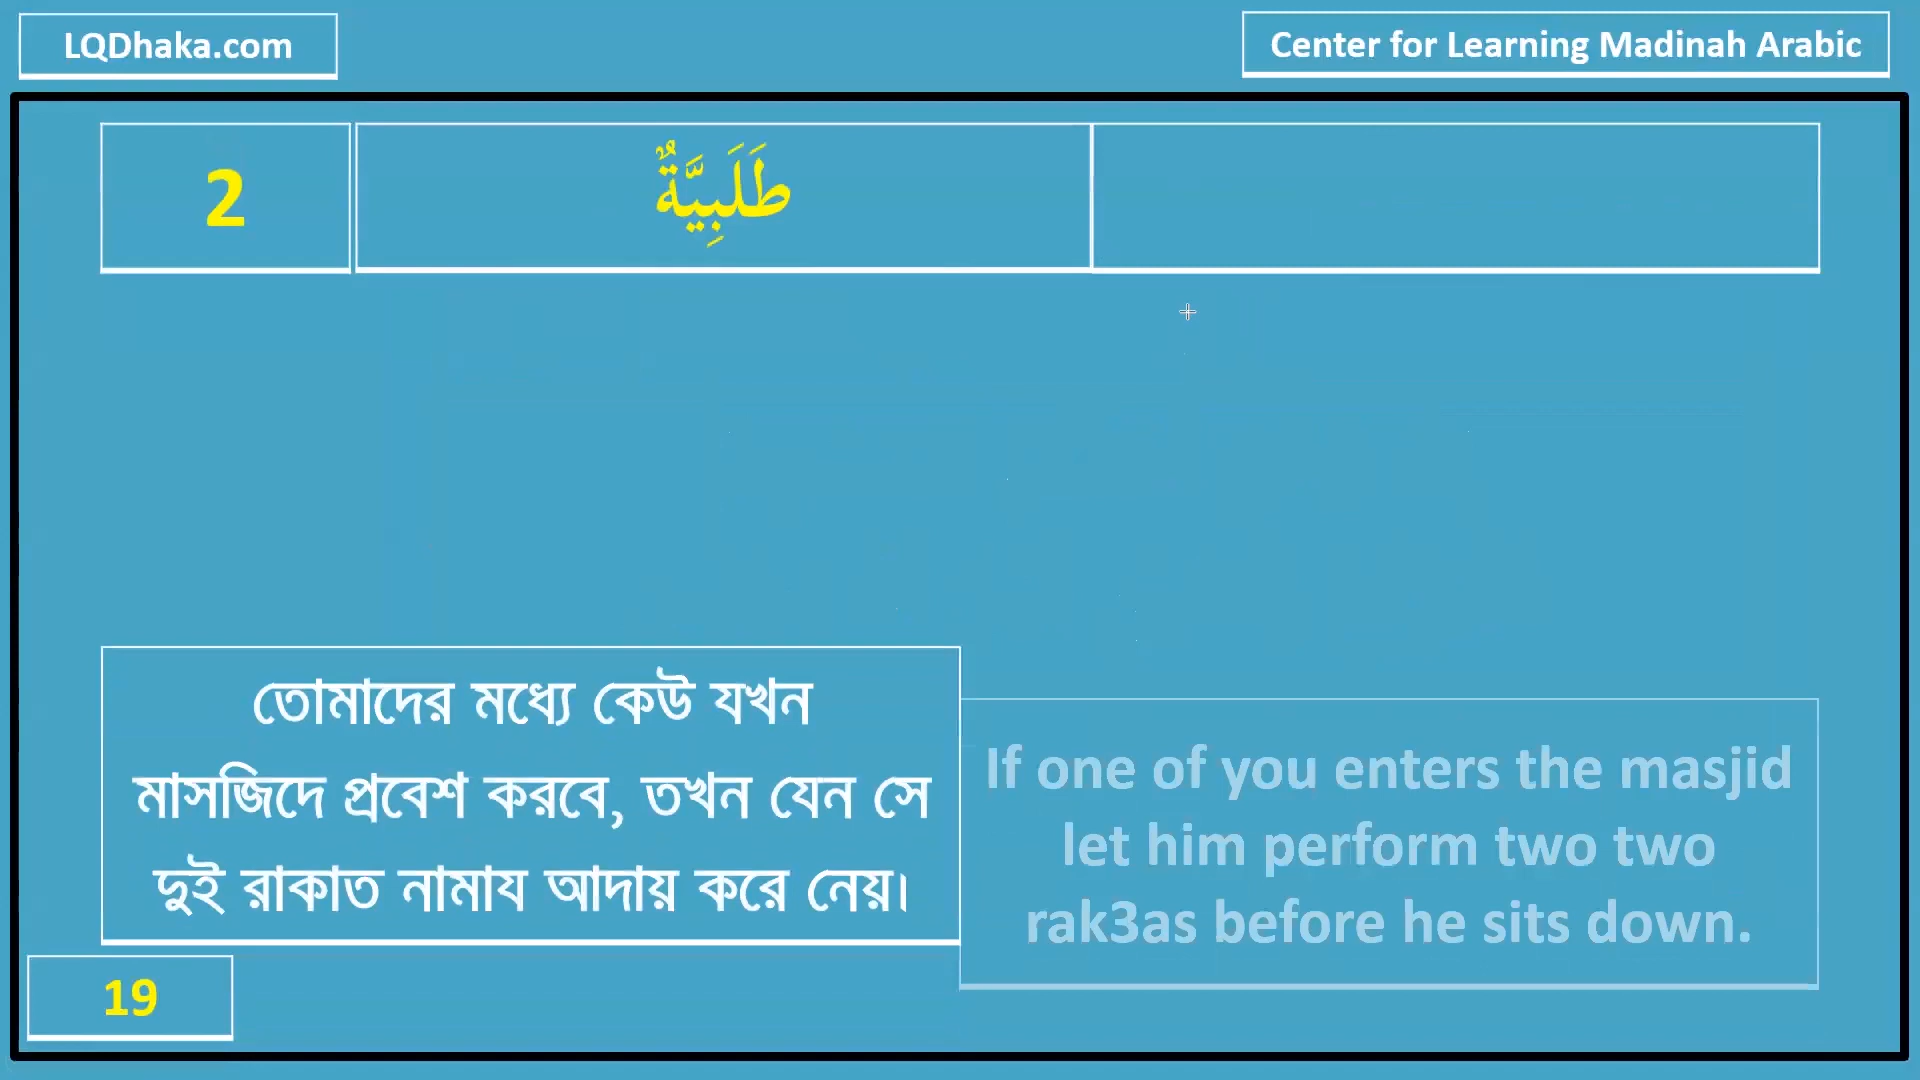 LQDhaka.com
Center for Learning Madinah Arabic
2
طَلَبِيَّةٌ
তোমাদের মধ্যে কেউ যখন
মাসজিদে প্রবেশ করবে, তখন যেন সে
দুই রাকাত নামায আদায় করে নেয়।
If one of you enters the masjid
let him perform two two
rak3as before he sits down.
19